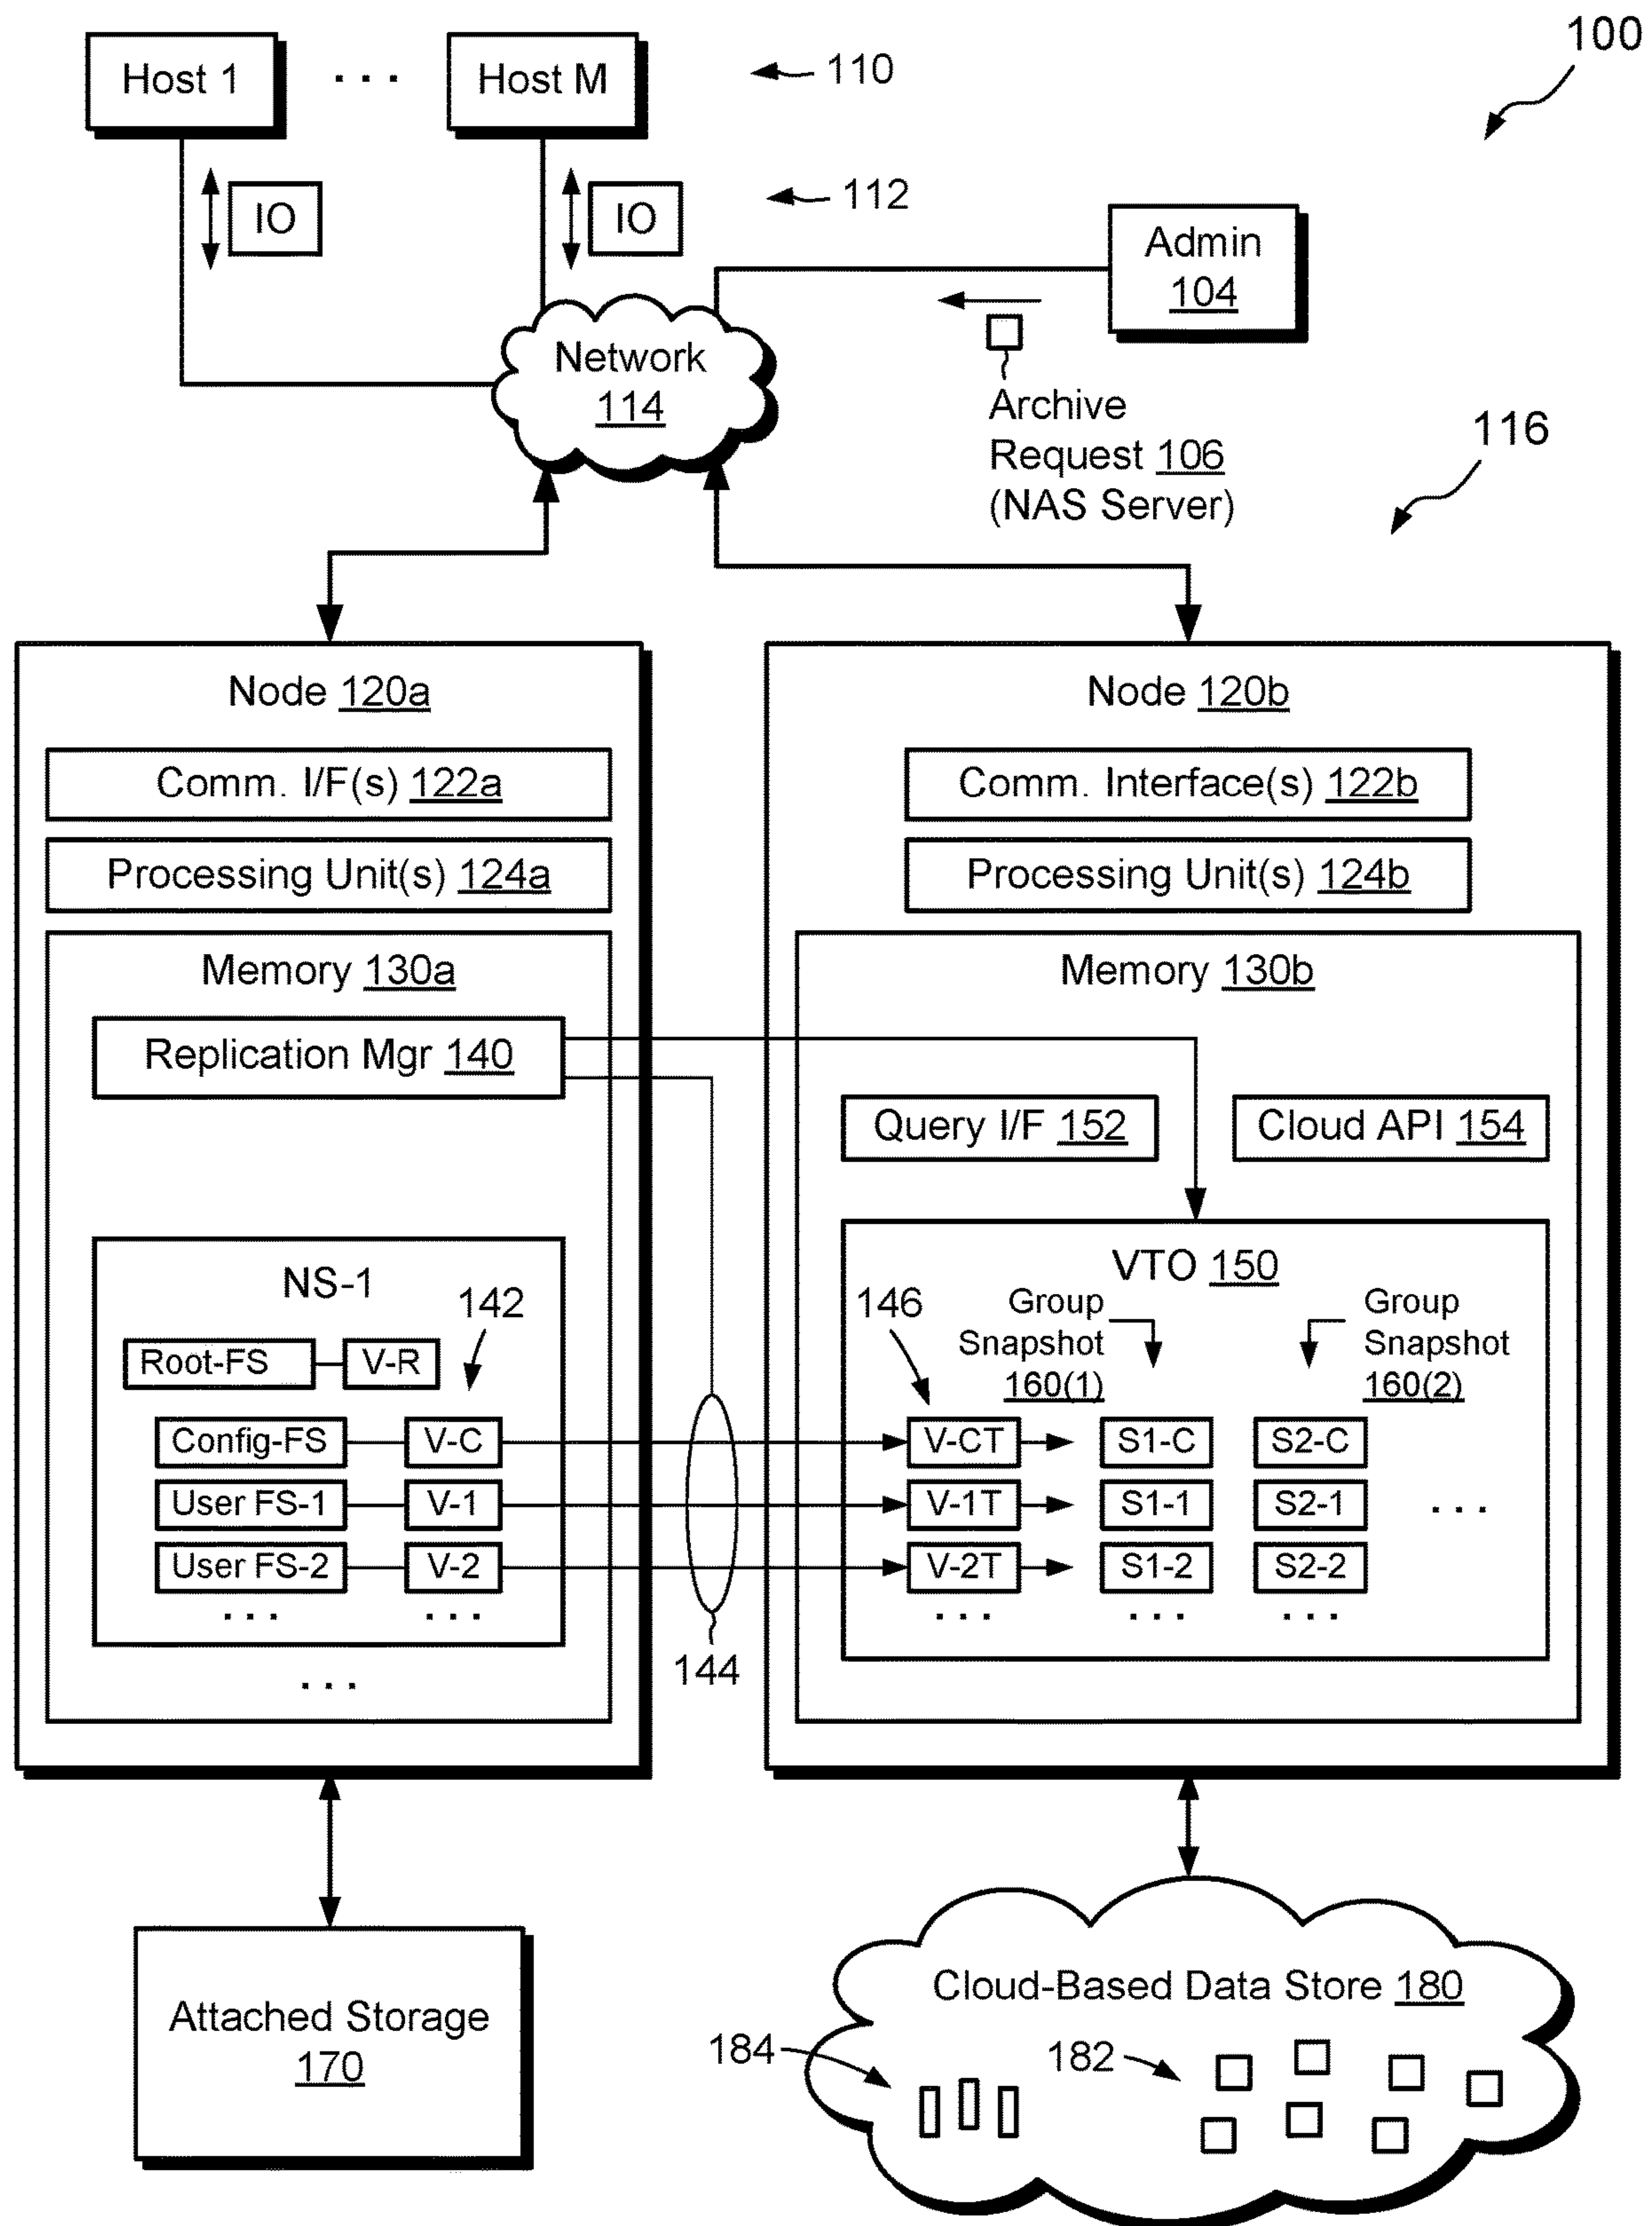 100
Host 1
. . .
Host M
110
IO
IO
112
Admin
104
Network
114
Archive
Request 106
(NAS Server)
116
Node 120a
Comm. I/F(s) 122a
Processing Unit(s) 124a
Memory 130a
Replication Mgr 140
NS-1
142
Root-FS
V-R
Config-FS
V-C
User FS-1
V-1
User FS-2
V-2
. . .
. . .
. . .
144
Node 120b
Comm. Interface(s) 122b
Processing Unit(s) 124b
Memory 130b
Query I/F 152
Cloud API 154
VTO 150
146
Group
Snapshot
160(1)
Group
Snapshot
160(2)
V-CT
S1-C
S2-C
V-1T
S1-1
S2-1
. . .
V-2T
S1-2
S2-2
. . .
. . .
. . .
Attached Storage
170
Cloud-Based Data Store 180
184
182